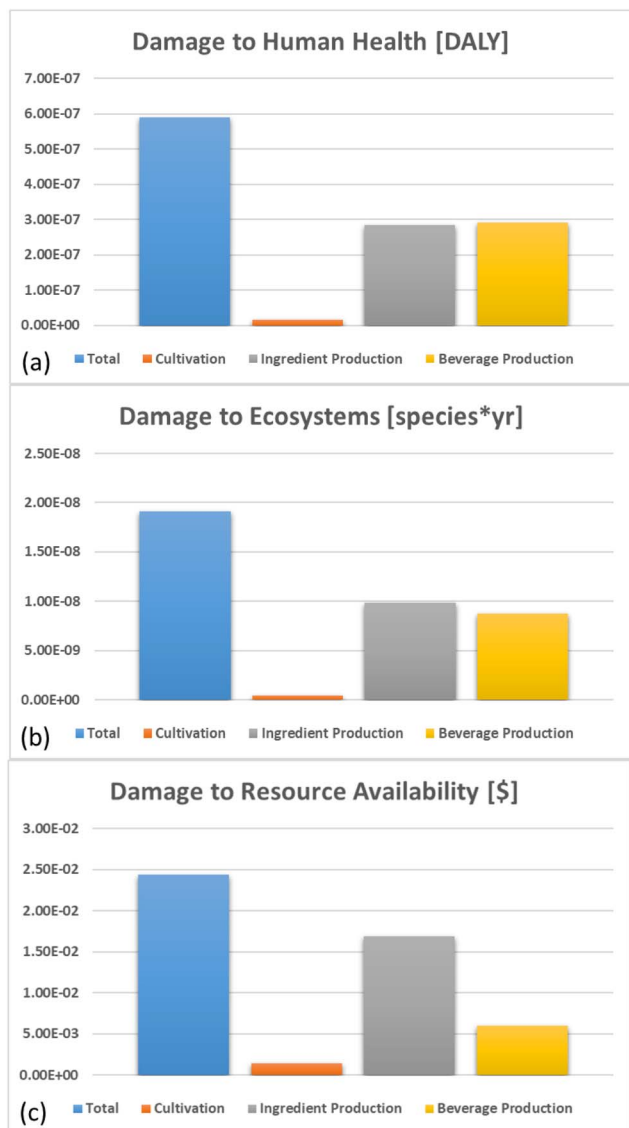 Damage to Human Health [DALY]
7.00E-07
6.00E-07
5.00E-07
4.00E-07
3.00E-07
2.00E-07
1.00E-07
0.00E+00
(a) Total Cultivation Ingredient Production Beverage Production
Damage to Ecosystems [species*yr]
2.50E-08
2.00E-08
1.50E-08
1.00E-08
5.00E-09
0.00E+00
(b) Total Cultivation Ingredient Production Beverage Production
Damage to Resource Availability [$]
3.00E-02
2.50E-02
2.00E-02
1.50E-02
1.00E-02
5.00E-03
0.00E+00
(c) Total Cultivation Ingredient Production Beverage Production